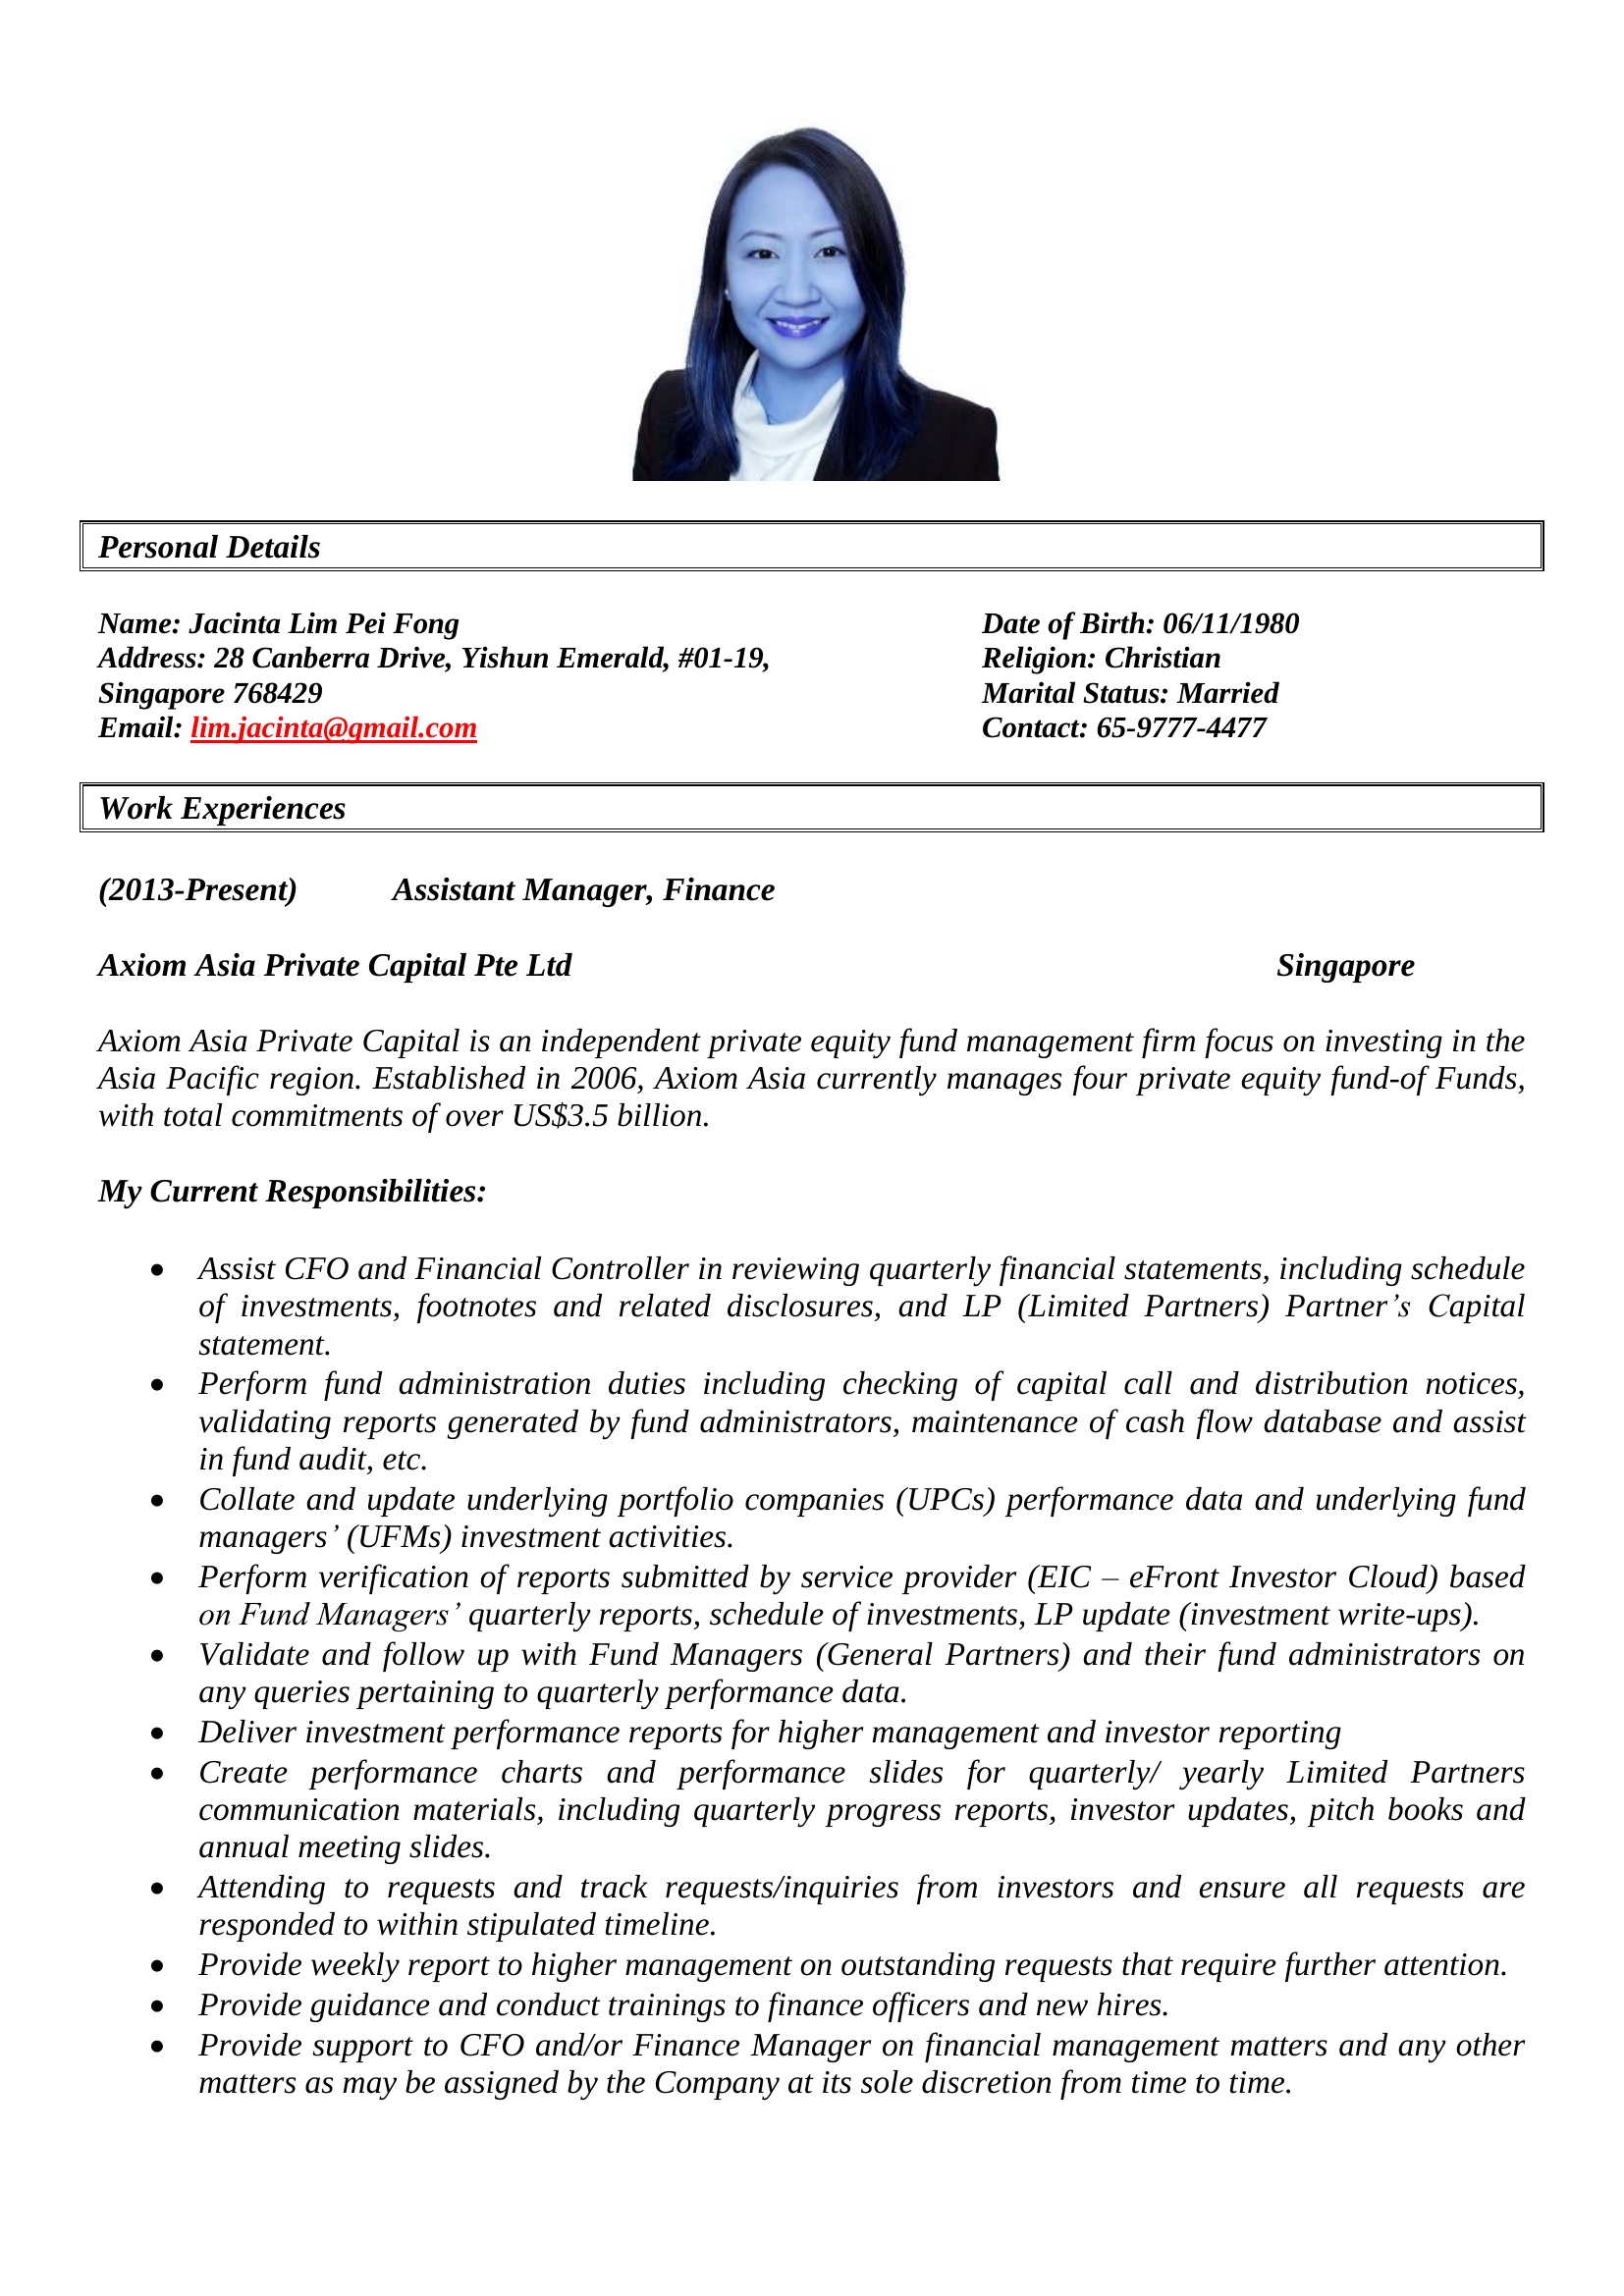 Personal Details
Name: Jacinta Lim Pei Fong
Address: 28 Canberra Drive, Yishun Emerald, #01-19,
Singapore 768429
Email: lim.jacinta@gmail.com
Date of Birth: 06/11/1980
Religion: Christian
Marital Status: Married
Contact: 65-9777-4477
Work Experiences
(2013-Present) Assistant Manager, Finance
Axiom Asia Private Capital Pte Ltd Singapore
Axiom Asia Private Capital is an independent private equity fund management firm focus on investing in the
Asia Pacific region. Established in 2006, Axiom Asia currently manages four private equity fund-of Funds,
with total commitments of over US$3.5 billion.
My Current Responsibilities:
• Assist CFO and Financial Controller in reviewing quarterly financial statements, including schedule
of investments, footnotes and related disclosures, and LP (Limited Partners) Partner’s Capital
statement.
• Perform fund administration duties including checking of capital call and distribution notices,
validating reports generated by fund administrators, maintenance of cash flow database and assist
in fund audit, etc.
• Collate and update underlying portfolio companies (UPCs) performance data and underlying fund
managers’ (UFMs) investment activities.
• Perform verification of reports submitted by service provider (EIC – eFront Investor Cloud) based
on Fund Managers’ quarterly reports, schedule of investments, LP update (investment write-ups).
• Validate and follow up with Fund Managers (General Partners) and their fund administrators on
any queries pertaining to quarterly performance data.
• Deliver investment performance reports for higher management and investor reporting
• Create performance charts and performance slides for quarterly/ yearly Limited Partners
communication materials, including quarterly progress reports, investor updates, pitch books and
annual meeting slides.
• Attending to requests and track requests/inquiries from investors and ensure all requests are
responded to within stipulated timeline.
• Provide weekly report to higher management on outstanding requests that require further attention.
• Provide guidance and conduct trainings to finance officers and new hires.
• Provide support to CFO and/or Finance Manager on financial management matters and any other
matters as may be assigned by the Company at its sole discretion from time to time.